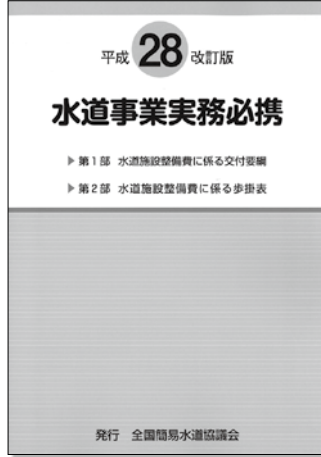 平成 28 改訂版
水道事業実務必携
▶第1部 水道施設整備費に係る交付要綱
▶第2部 水道施設整備費に係る歩掛表
発行 全国簡易水道協議会